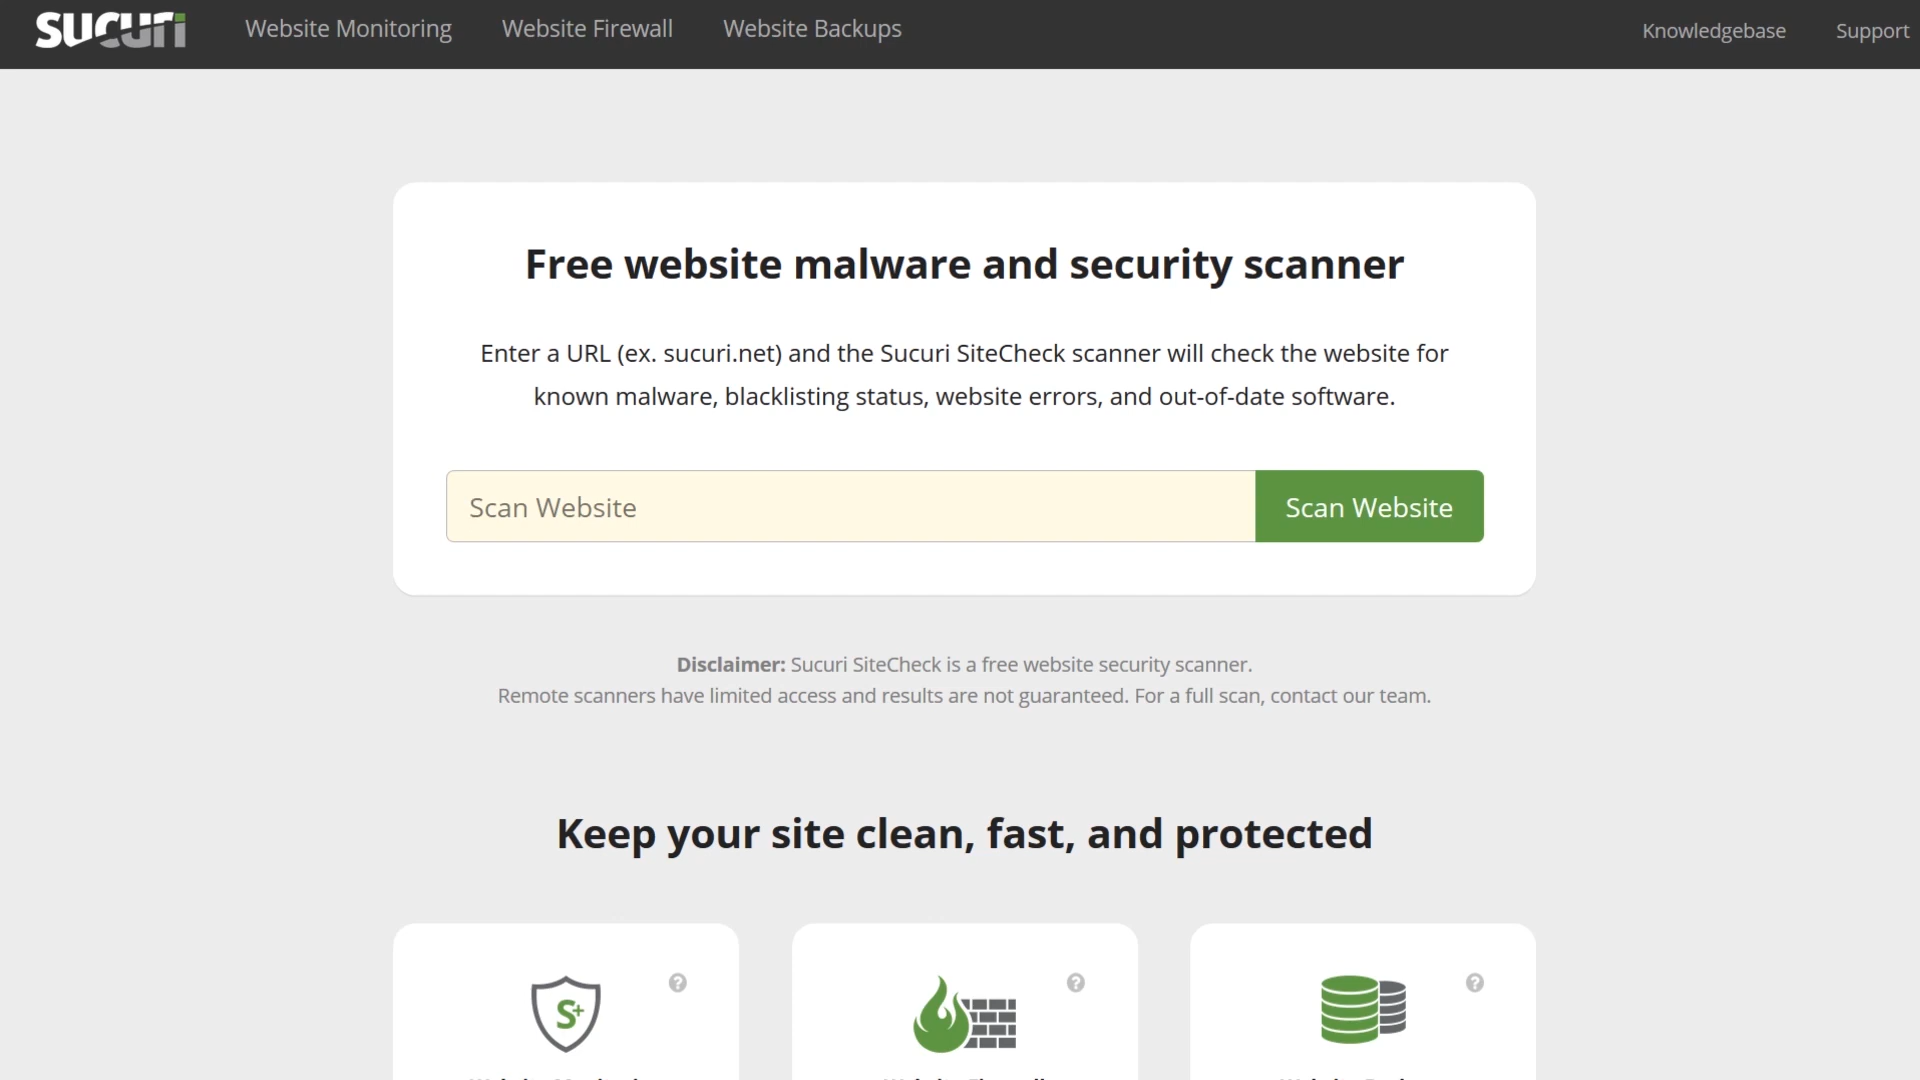 sucuri Website Monitoring Website Firewall Website Backups Knowledgebase Support
Free website malware and security scanner
Enter a URL (ex. sucuri.net) and the Sucuri SiteCheck scanner will check the website for
known malware, blacklisting status, website errors, and out-of-date software.
Scan Website Scan Website
Disclaimer: Sucuri SiteCheck is a free website security scanner.
Remote scanners have limited access and results are not guaranteed. For a full scan, contact our team.
Keep your site clean, fast, and protected
? ? ?
S+